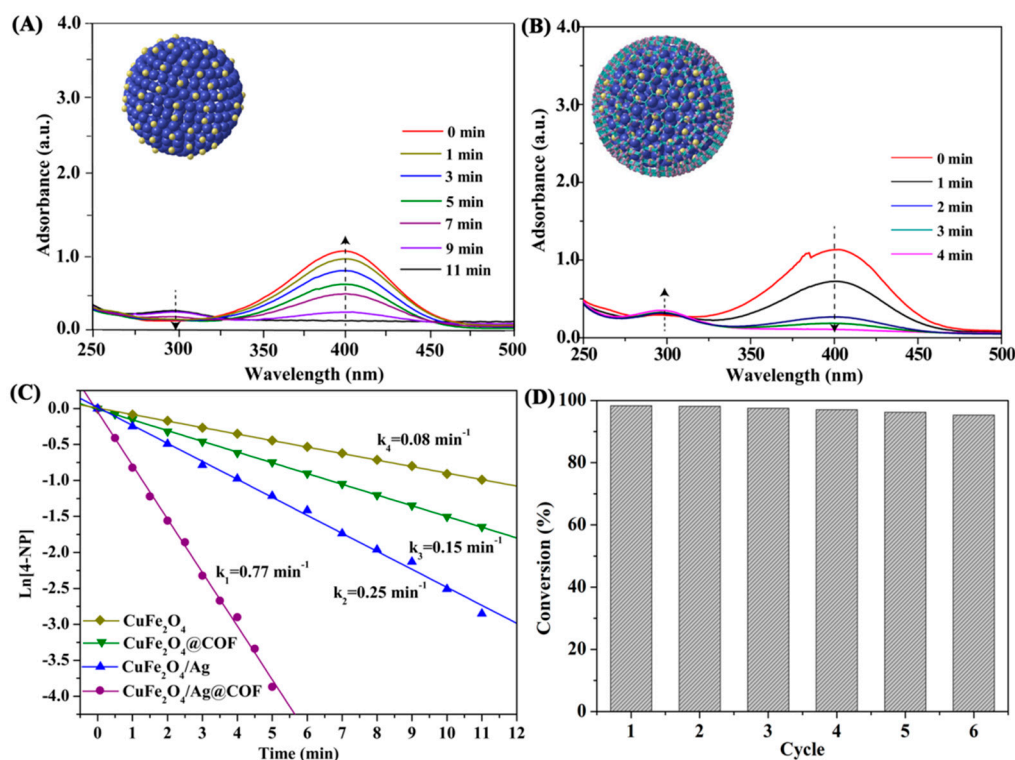 (A)
4.0
3.0
2.0
1.0
0.0
Adsorbance (a.u.)
0 min
1 min
3 min
5 min
7 min
9 min
11 min
250 300 350 400 450 500
Wavelength (nm)
(B)
4.0
3.0
2.0
1.0
0.0
Adsorbance (a.u.)
0 min
1 min
2 min
3 min
4 min
250 300 350 400 450 500
Wavelength (nm)
(C)
0.0
-0.5
-1.0
-1.5
-2.0
-2.5
-3.0
-3.5
-4.0
Ln[4-NP]
k₄=0.08 min⁻¹
k₃=0.15 min⁻¹
k₁=0.77 min⁻¹
k₂=0.25 min⁻¹
CuFe₂O₄
CuFe₂O₄@COF
CuFe₂O₄/Ag
CuFe₂O₄/Ag@COF
0 1 2 3 4 5 6 7 8 9 10 11 12
Time (min)
(D)
100
80
60
40
20
0
Conversion (%)
1 2 3 4 5 6
Cycle